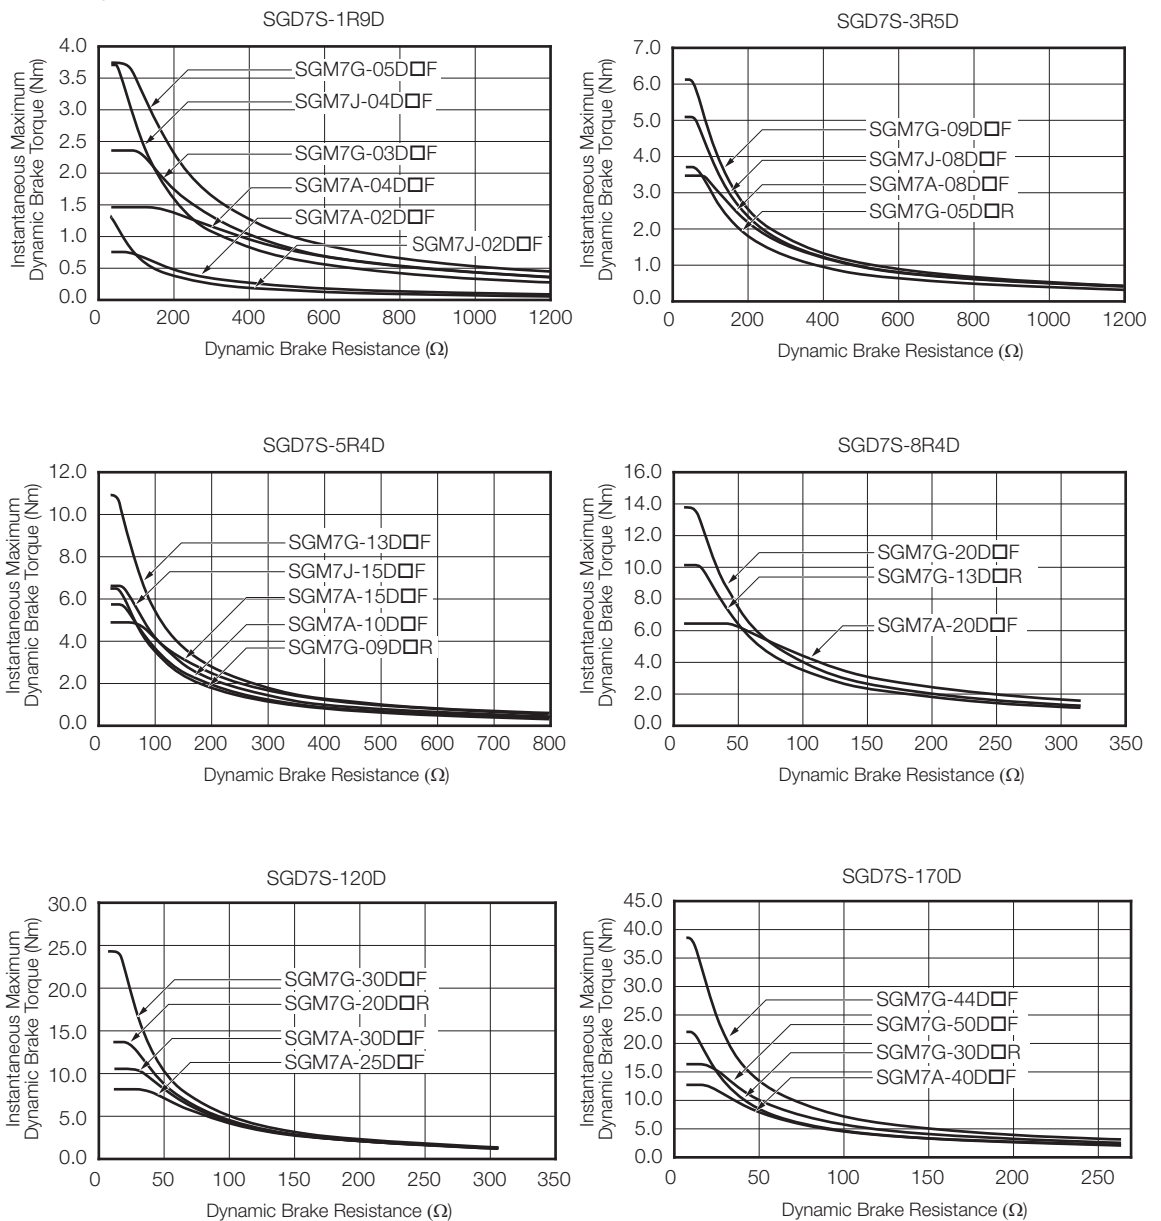 SGD7S-1R9D
Instantaneous Maximum
Dynamic Brake Torque (Nm)
4.0
3.5
3.0
2.5
2.0
1.5
1.0
0.5
0.0
SGM7G-05D□F
SGM7J-04D□F
SGM7G-03D□F
SGM7A-04D□F
SGM7A-02D□F
SGM7J-02D□F
0 200 400 600 800 1000 1200
Dynamic Brake Resistance (Ω)
SGD7S-3R5D
Instantaneous Maximum
Dynamic Brake Torque (Nm)
7.0
6.0
5.0
4.0
3.0
2.0
1.0
0.0
SGM7G-09D□F
SGM7J-08D□F
SGM7A-08D□F
SGM7G-05D□R
0 200 400 600 800 1000 1200
Dynamic Brake Resistance (Ω)
SGD7S-5R4D
Instantaneous Maximum
Dynamic Brake Torque (Nm)
12.0
10.0
8.0
6.0
4.0
2.0
0.0
SGM7G-13D□F
SGM7J-15D□F
SGM7A-15D□F
SGM7A-10D□F
SGM7G-09D□R
0 100 200 300 400 500 600 700 800
Dynamic Brake Resistance (Ω)
SGD7S-8R4D
Instantaneous Maximum
Dynamic Brake Torque (Nm)
16.0
14.0
12.0
10.0
8.0
6.0
4.0
2.0
0.0
SGM7G-20D□F
SGM7G-13D□R
SGM7A-20D□F
0 50 100 150 200 250 300 350
Dynamic Brake Resistance (Ω)
SGD7S-120D
Instantaneous Maximum
Dynamic Brake Torque (Nm)
30.0
25.0
20.0
15.0
10.0
5.0
0.0
SGM7G-30D□F
SGM7G-20D□R
SGM7A-30D□F
SGM7A-25D□F
0 50 100 150 200 250 300 350
Dynamic Brake Resistance (Ω)
SGD7S-170D
Instantaneous Maximum
Dynamic Brake Torque (Nm)
45.0
40.0
35.0
30.0
25.0
20.0
15.0
10.0
5.0
0.0
SGM7G-44D□F
SGM7G-50D□F
SGM7G-30D□R
SGM7A-40D□F
0 50 100 150 200 250
Dynamic Brake Resistance (Ω)